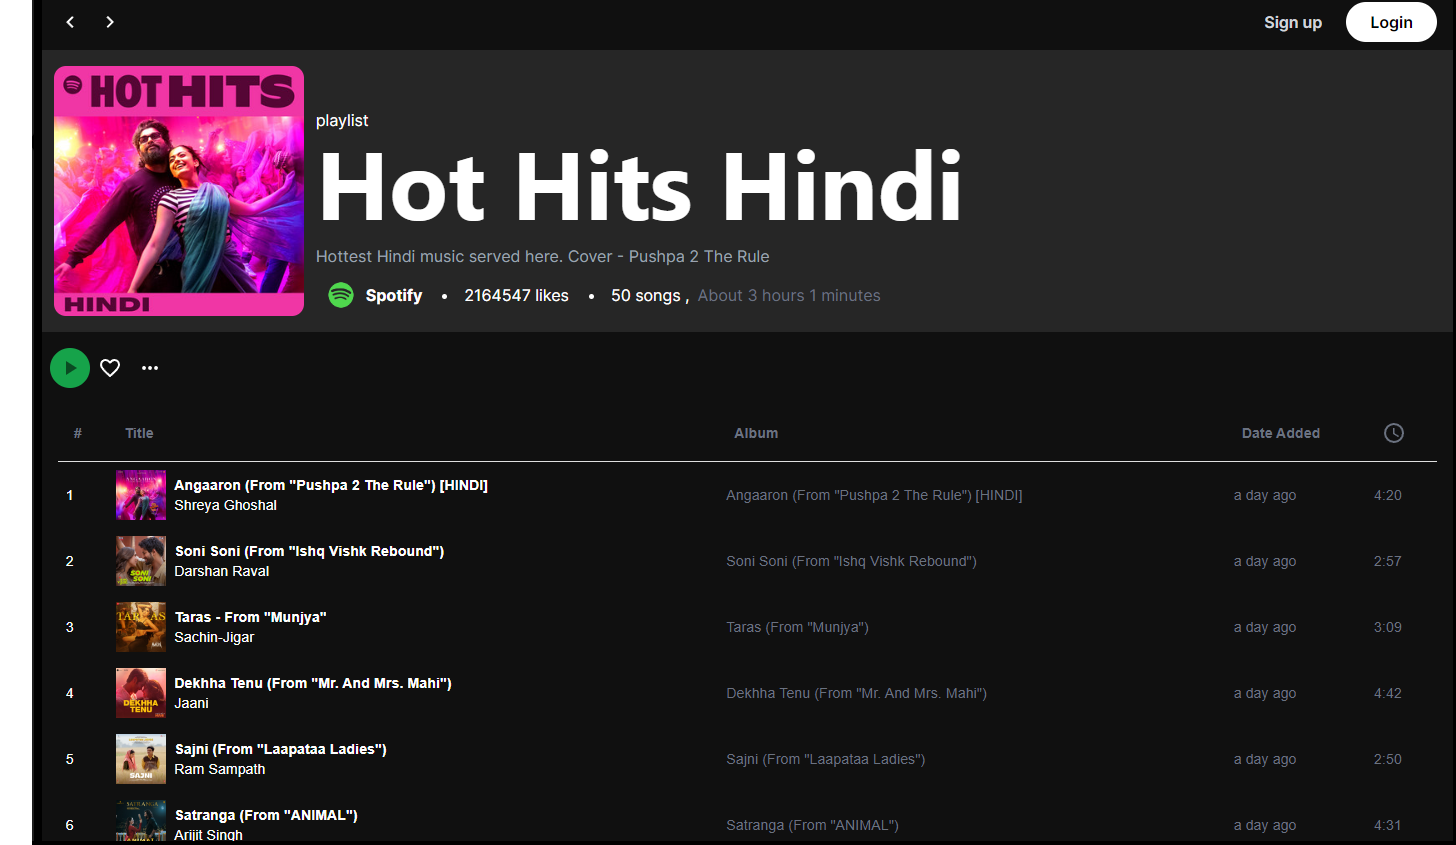 Sign up
Login
HOT HITS
HINDI
playlist
Hot Hits Hindi
Hottest Hindi music served here. Cover - Pushpa 2 The Rule
Spotify • 2164547 likes • 50 songs , About 3 hours 1 minutes
# Title Album Date Added
1 Angaaron (From "Pushpa 2 The Rule") [HINDI]
Shreya Ghoshal
Angaaron (From "Pushpa 2 The Rule") [HINDI] a day ago 4:20
2 SONI SONI Soni Soni (From "Ishq Vishk Rebound")
Darshan Raval
Soni Soni (From "Ishq Vishk Rebound") a day ago 2:57
3 Taras - From "Munjya"
Sachin-Jigar
Taras (From "Munjya") a day ago 3:09
4 DEKHHA TENU Dekhha Tenu (From "Mr. And Mrs. Mahi")
Jaani
Dekhha Tenu (From "Mr. And Mrs. Mahi") a day ago 4:42
5 SAJNI Sajni (From "Laapataa Ladies")
Ram Sampath
Sajni (From "Laapataa Ladies") a day ago 2:50
6 SATRANGA Satranga (From "ANIMAL")
Arijit Singh
Satranga (From "ANIMAL") a day ago 4:31